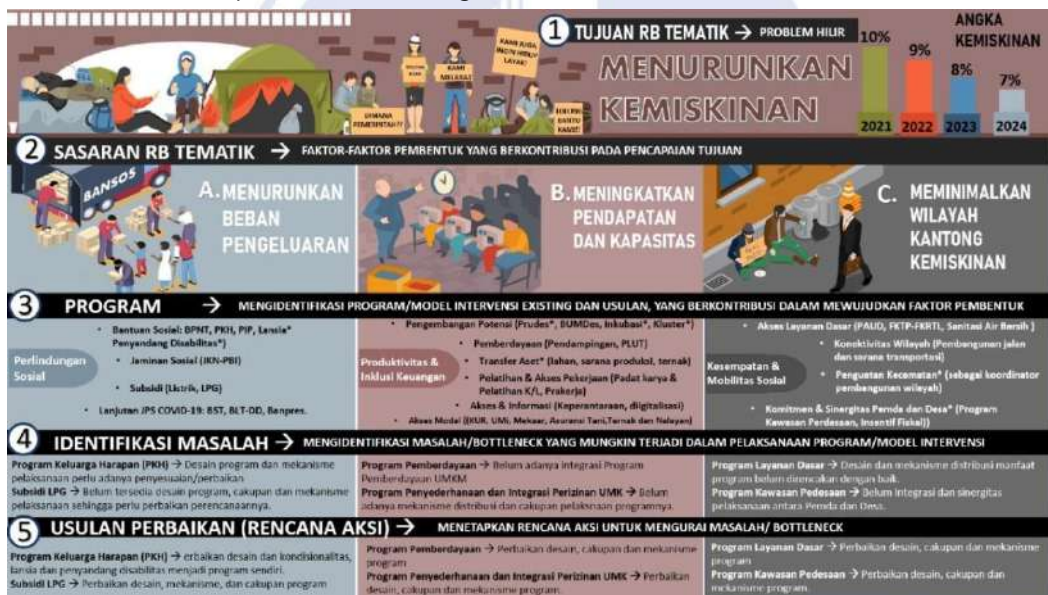 1 TUJUAN RB TEMATIK → PROBLEM HILIR
MENURUNKAN
KEMISKINAN
ANGKA
KEMISKINAN
10%
9%
8%
7%
2021 2022 2023 2024
KAMI JUGA
INGIN HIDUP
LAYAK!
KAMI
DIMANA
PEMERINTAH??
BANTU
KAMI!
2 SASARAN RB TEMATIK → FAKTOR-FAKTOR PEMBENTUK YANG BERKONTRIBUSI PADA PENCAPAIAN TUJUAN
BANSOS
A. MENURUNKAN
BEBAN
PENGELUARAN
B. MENINGKATKAN
PENDAPATAN
DAN KAPASITAS
C. MEMINIMALKAN
WILAYAH
KANTONG
KEMISKINAN
3 PROGRAM → MENGIDENTIFIKASI PROGRAM/MODEL INTERVENSI EXISTING DAN USULAN, YANG BERKONTRIBUSI DALAM MEWUJUDKAN FAKTOR PEMBENTUK
Perlindungan
Sosial
• Bantuan Sosial: BPNT, PKH, PIP, Lansia*
Penyandang Disabilitas*)
• Jaminan Sosial (JKN-PBI)
• Subsidi (Listrik, LPG)
• Lanjutan JPS COVID-19: BST, BLT-DD, Banpres.
Produktivitas &
Inklusi Keuangan
• Pengembangan Potensi (Prudes*, BUMDes, Inkubasi*, Kluster*)
• Pemberdayaan (Pendampingan, PLUT)
• Transfer Aset* (lahan, sarana produksi, ternak)
• Pelatihan & Akses Pekerjaan (Padat karya &
Pelatihan K/L, Prakerja)
• Akses & Informasi (Keperantaraan, diigitalisasi)
• Akses Modal ((KUR, UMi, Mekaar, Asuransi Tani,Ternak dan Nelayan)
Kesempatan &
Mobilitas Sosial
• Akses Layanan Dasar (PAUD, FKTP-FKRTL, Sanitasi Air Bersih )
• Konektivitas Wilayah (Pembangunan jalan
dan sarana transportasi)
• Penguatan Kecamatan* (sebagai koordinator
pembangunan wilayah)
• Komitmen & Sinergitas Pemda dan Desa* (Program
Kawasan Perdesaan, Insentif Fiskal))
4 IDENTIFIKASI MASALAH → MENGIDENTIFIKASI MASALAH/BOTTLENECK YANG MUNGKIN TERJADI DALAM PELAKSANAAN PROGRAM/MODEL INTERVENSI
Program Keluarga Harapan (PKH) → Desain program dan mekanisme
pelaksanaan perlu adanya penyesuaian/perbaikan
Subsidi LPG → Belum tersedia desain program, cakupan dan mekanisme
pelaksanaan sehingga perlu perbaikan perencanaannya.
Program Pemberdayaan → Belum adanya integrasi Program
Pemberdayaan UMKM
Program Penyederhanaan dan Integrasi Perizinan UMK → Belum
adanya mekanisme distribusi dan cakupan pelaksnaan programnya.
Program Layanan Dasar → Desain dan mekanisme distribusi manfaat
program belum direncakan dengan baik.
Program Kawasan Pedesaan → Belum Integrasi dan sinergitas
pelaksanaan antara Pemda dan Desa.
5 USULAN PERBAIKAN (RENCANA AKSI) → MENETAPKAN RENCANA AKSI UNTUK MENGURAI MASALAH/ BOTTLENECK
Program Keluarga Harapan (PKH) → erbaikan desain dan kondisionalitas,
lansia dan penyandang disabilitas menjadi program sendiri.
Subsidi LPG → Perbaikan desain, mekanisme, dan cakupan program
Program Pemberdayaan → Perbaikan desain, cakupan dan mekanisme
program
Program Penyederhanaan dan Integrasi Perizinan UMK → Perbaikan
desain, cakupan dan mekanisme program.
Program Layanan Dasar → Perbaikan desain, cakupan dan mekanisme
program
Program Kawasan Pedesaan → Perbaikan desain, cakupan dan
mekanisme program.